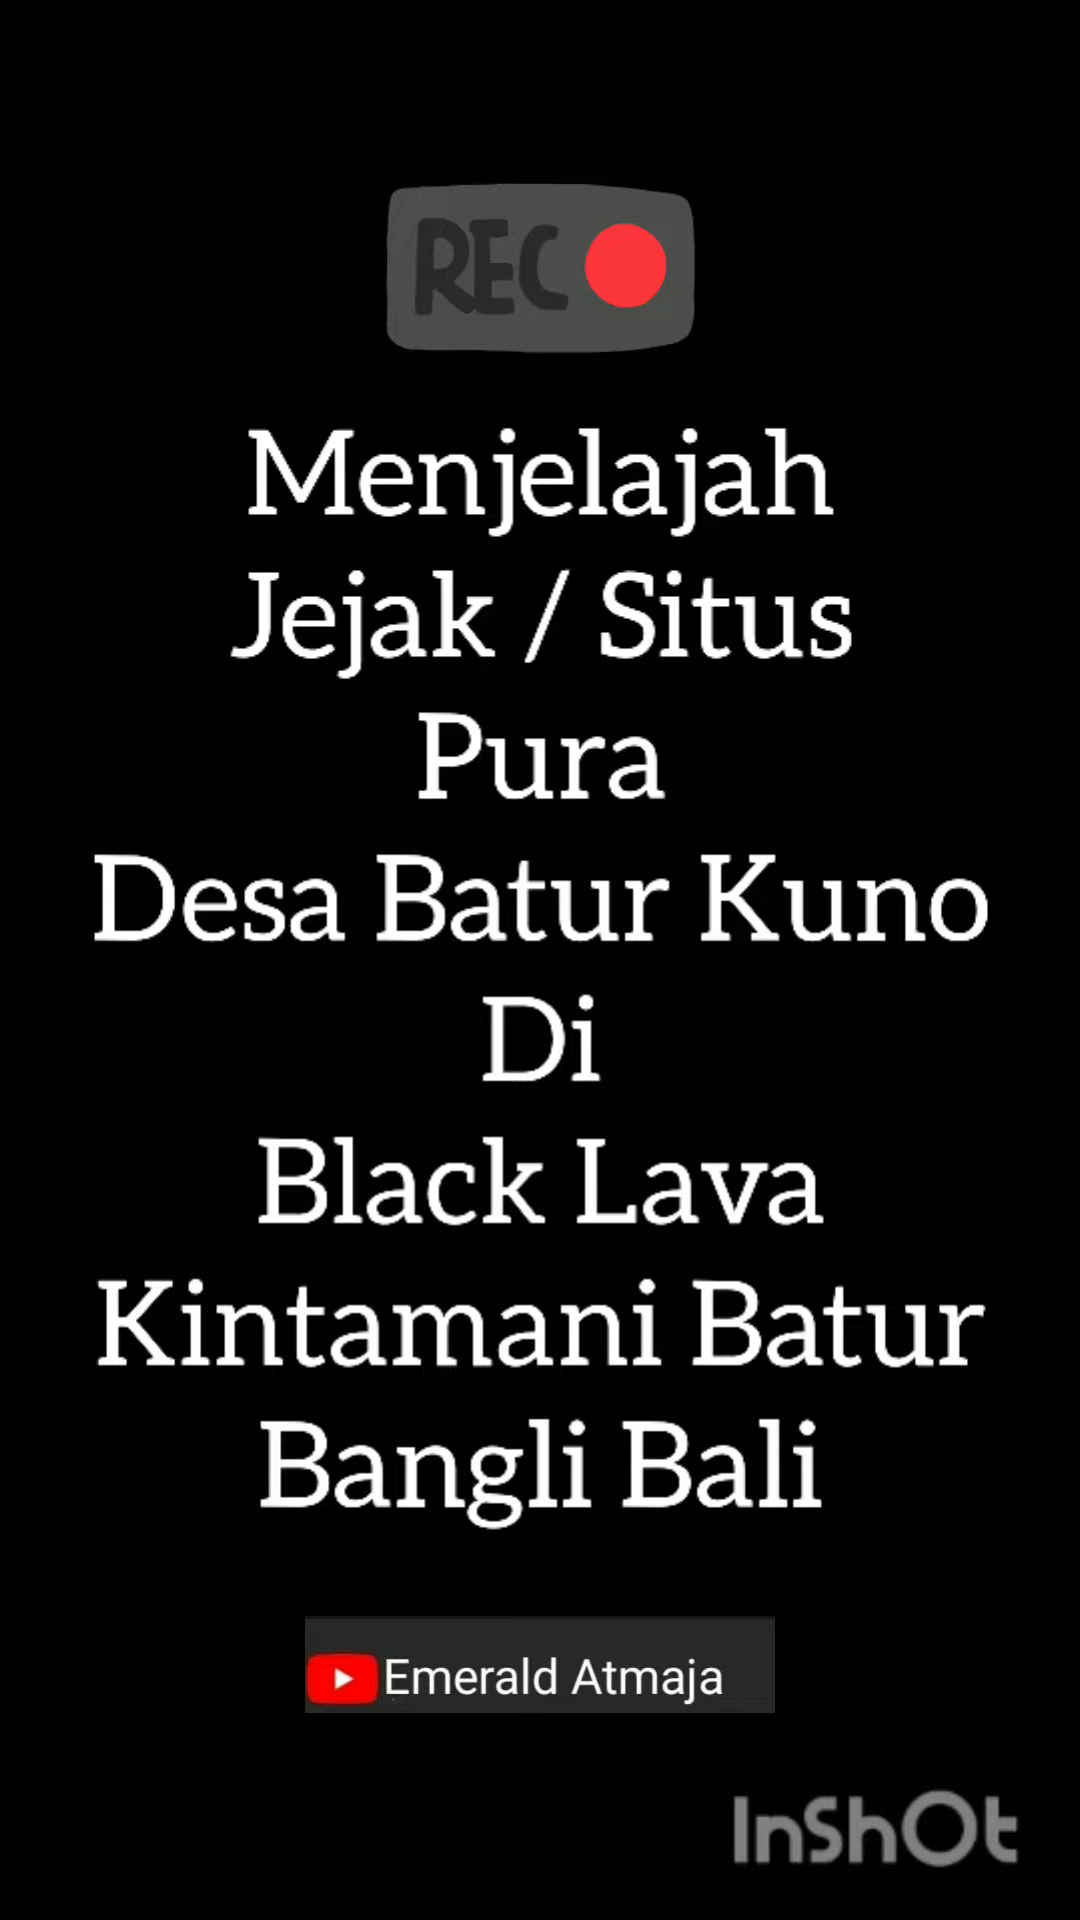 REC
Menjelajah
Jejak / Situs
Pura
Desa Batur Kuno
Di
Black Lava
Kintamani Batur
Bangli Bali
Emerald Atmaja
InShOt